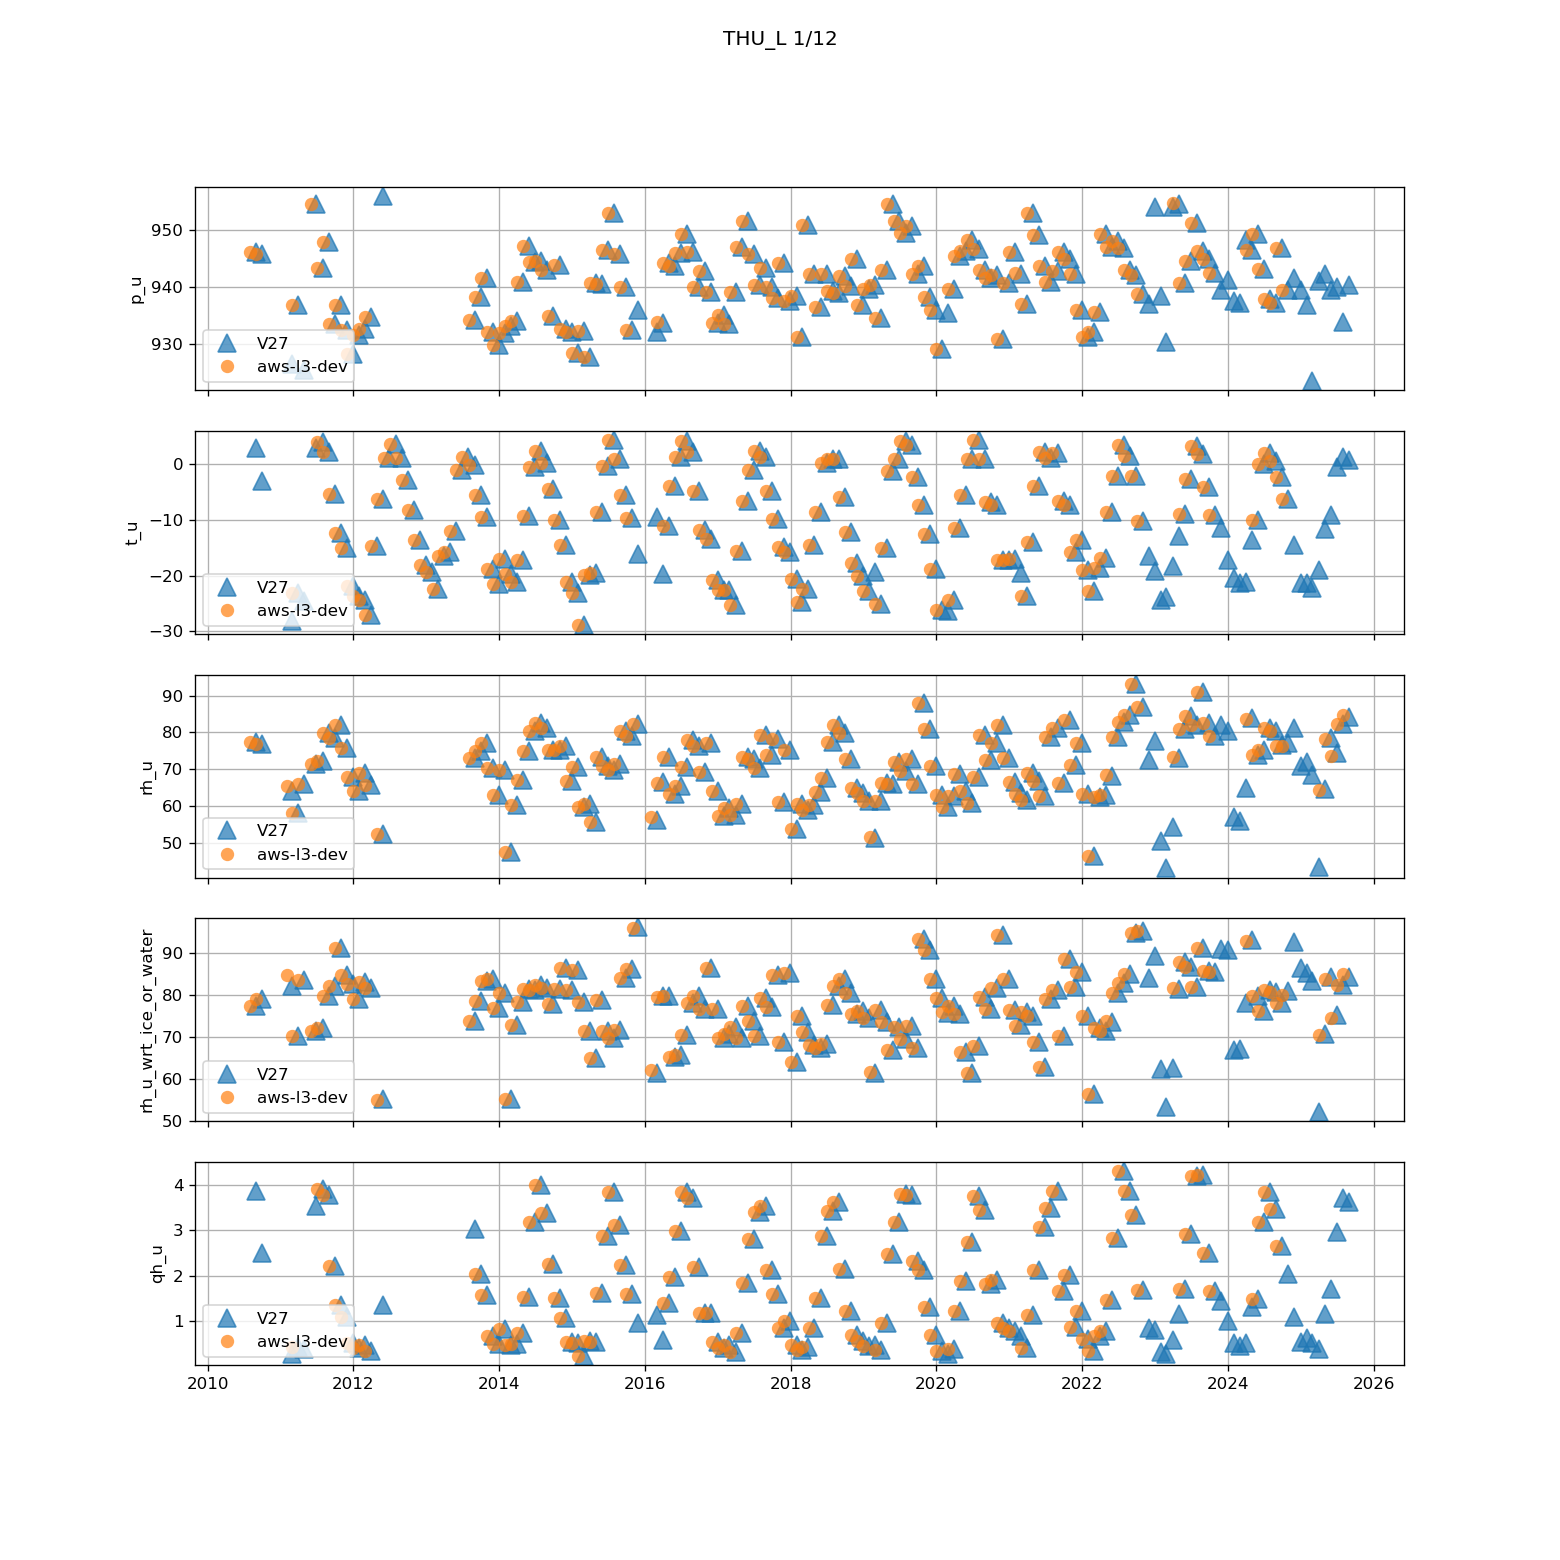 THU_L 1/12
950
940
930
p_u
V27
aws-l3-dev
0
−10
−20
−30
t_u
V27
aws-l3-dev
90
80
70
60
50
rh_u
V27
aws-l3-dev
90
80
70
60
50
rh_u_wrt_ice_or_water
V27
aws-l3-dev
4
3
2
1
qh_u
V27
aws-l3-dev
2010 2012 2014 2016 2018 2020 2022 2024 2026